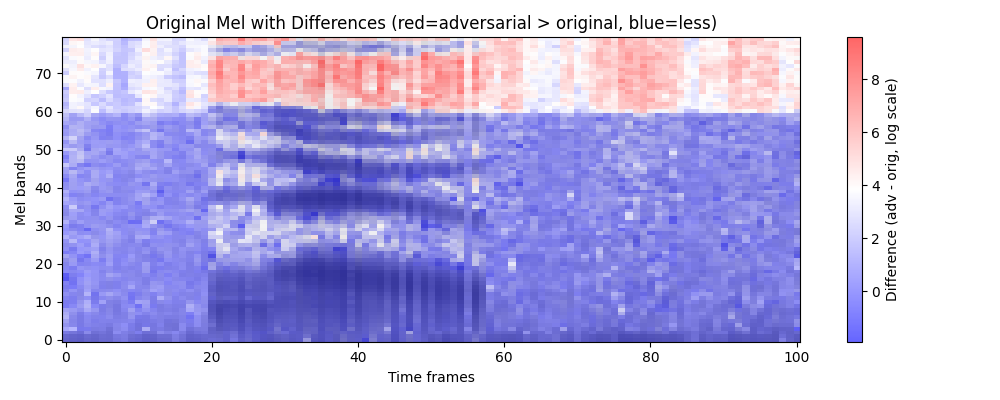 Original Mel with Differences (red=adversarial > original, blue=less)
Mel bands
70
60
50
40
30
20
10
0
0 20 40 60 80 100
Time frames
8
6
4
2
0
Difference (adv - orig, log scale)